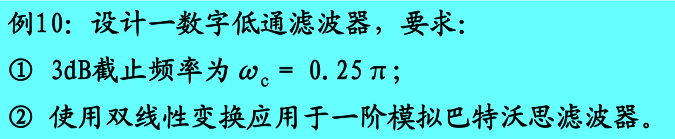 例10：设计一数字低通滤波器，要求：
① 3dB截止频率为 ω_c = 0.25π；
② 使用双线性变换应用于一阶模拟巴特沃思滤波器。